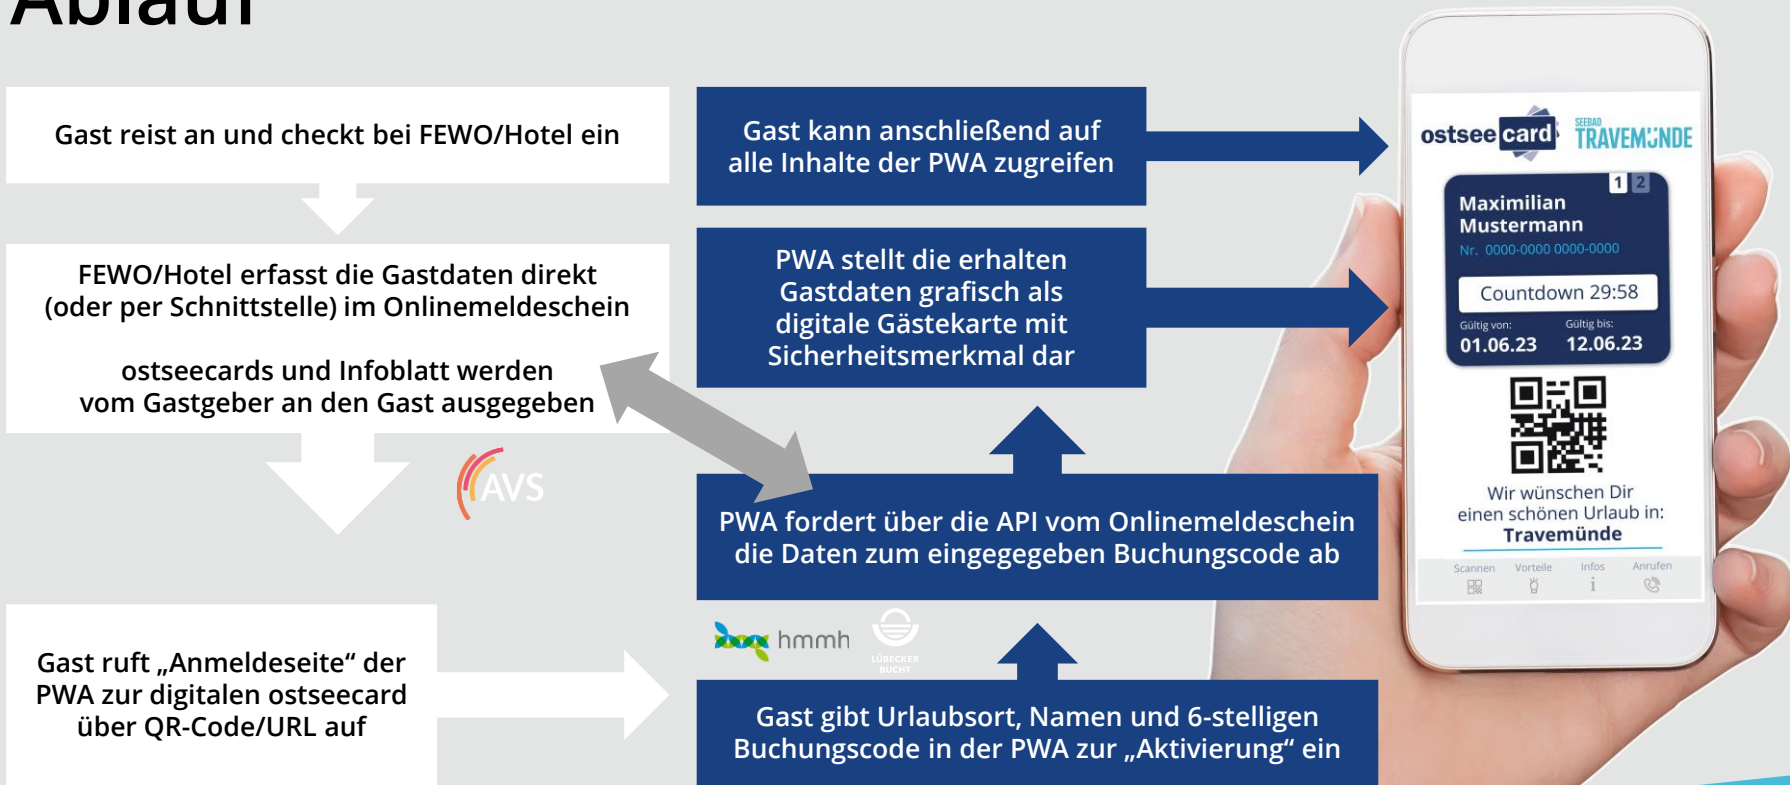 Ablauf
Gast reist an und checkt bei FEWO/Hotel ein
FEWO/Hotel erfasst die Gastdaten direkt
(oder per Schnittstelle) im Onlinemeldeschein
ostseecards und Infoblatt werden
vom Gastgeber an den Gast ausgegeben
AVS
Gast ruft „Anmeldeseite“ der
PWA zur digitalen ostseecard
über QR-Code/URL auf
Gast kann anschließend auf
alle Inhalte der PWA zugreifen
PWA stellt die erhalten
Gastdaten grafisch als
digitale Gästekarte mit
Sicherheitsmerkmal dar
PWA fordert über die API vom Onlinemeldeschein
die Daten zum eingegegeben Buchungscode ab
hmmh
LÜBECKER
BUCHT
Gast gibt Urlaubsort, Namen und 6-stelligen
Buchungscode in der PWA zur „Aktivierung“ ein
ostseecard
SEEBAD
TRAVEMÜNDE
1 2
Maximilian
Mustermann
Nr. 0000-0000 0000-0000
Countdown 29:58
Gültig von: Gültig bis:
01.06.23 12.06.23
Wir wünschen Dir
einen schönen Urlaub in:
Travemünde
Scannen Vorteile Infos Anrufen